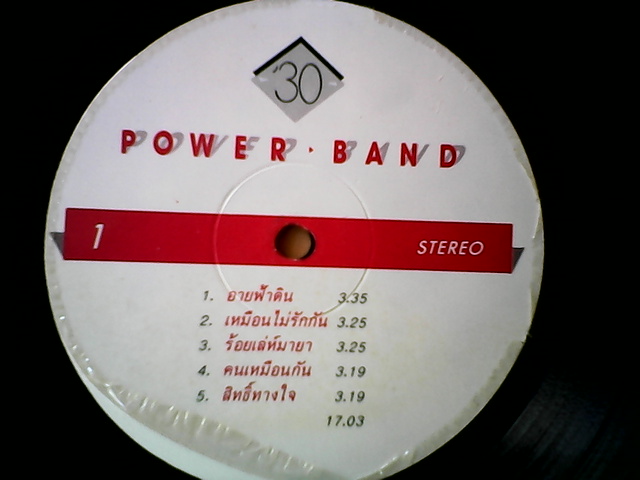 '30
POWER · BAND
1 STEREO
1. อายฟ้าดิน 3.35
2. เหมือนไม่รักกัน 3.25
3. ร้อยเล่ห์มายา 3.25
4. คนเหมือนกัน 3.19
5. สิทธิ์ทางใจ 3.19
17.03